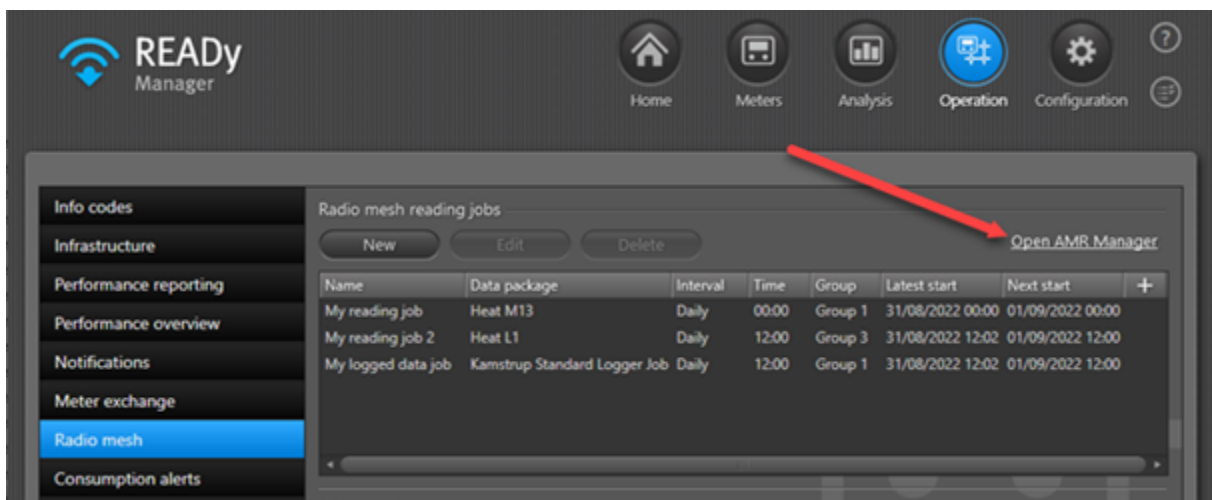 READy
Manager
Home Meters Analysis Operation Configuration
?
Info codes
Infrastructure
Performance reporting
Performance overview
Notifications
Meter exchange
Radio mesh
Consumption alerts
Radio mesh reading jobs
New Edit Delete
Open AMR Manager
Name Data package Interval Time Group Latest start Next start +
My reading job Heat M13 Daily 00:00 Group 1 31/08/2022 00:00 01/09/2022 00:00
My reading job 2 Heat L1 Daily 12:00 Group 3 31/08/2022 12:02 01/09/2022 12:00
My logged data job Kamstrup Standard Logger Job Daily 12:00 Group 1 31/08/2022 12:02 01/09/2022 12:00